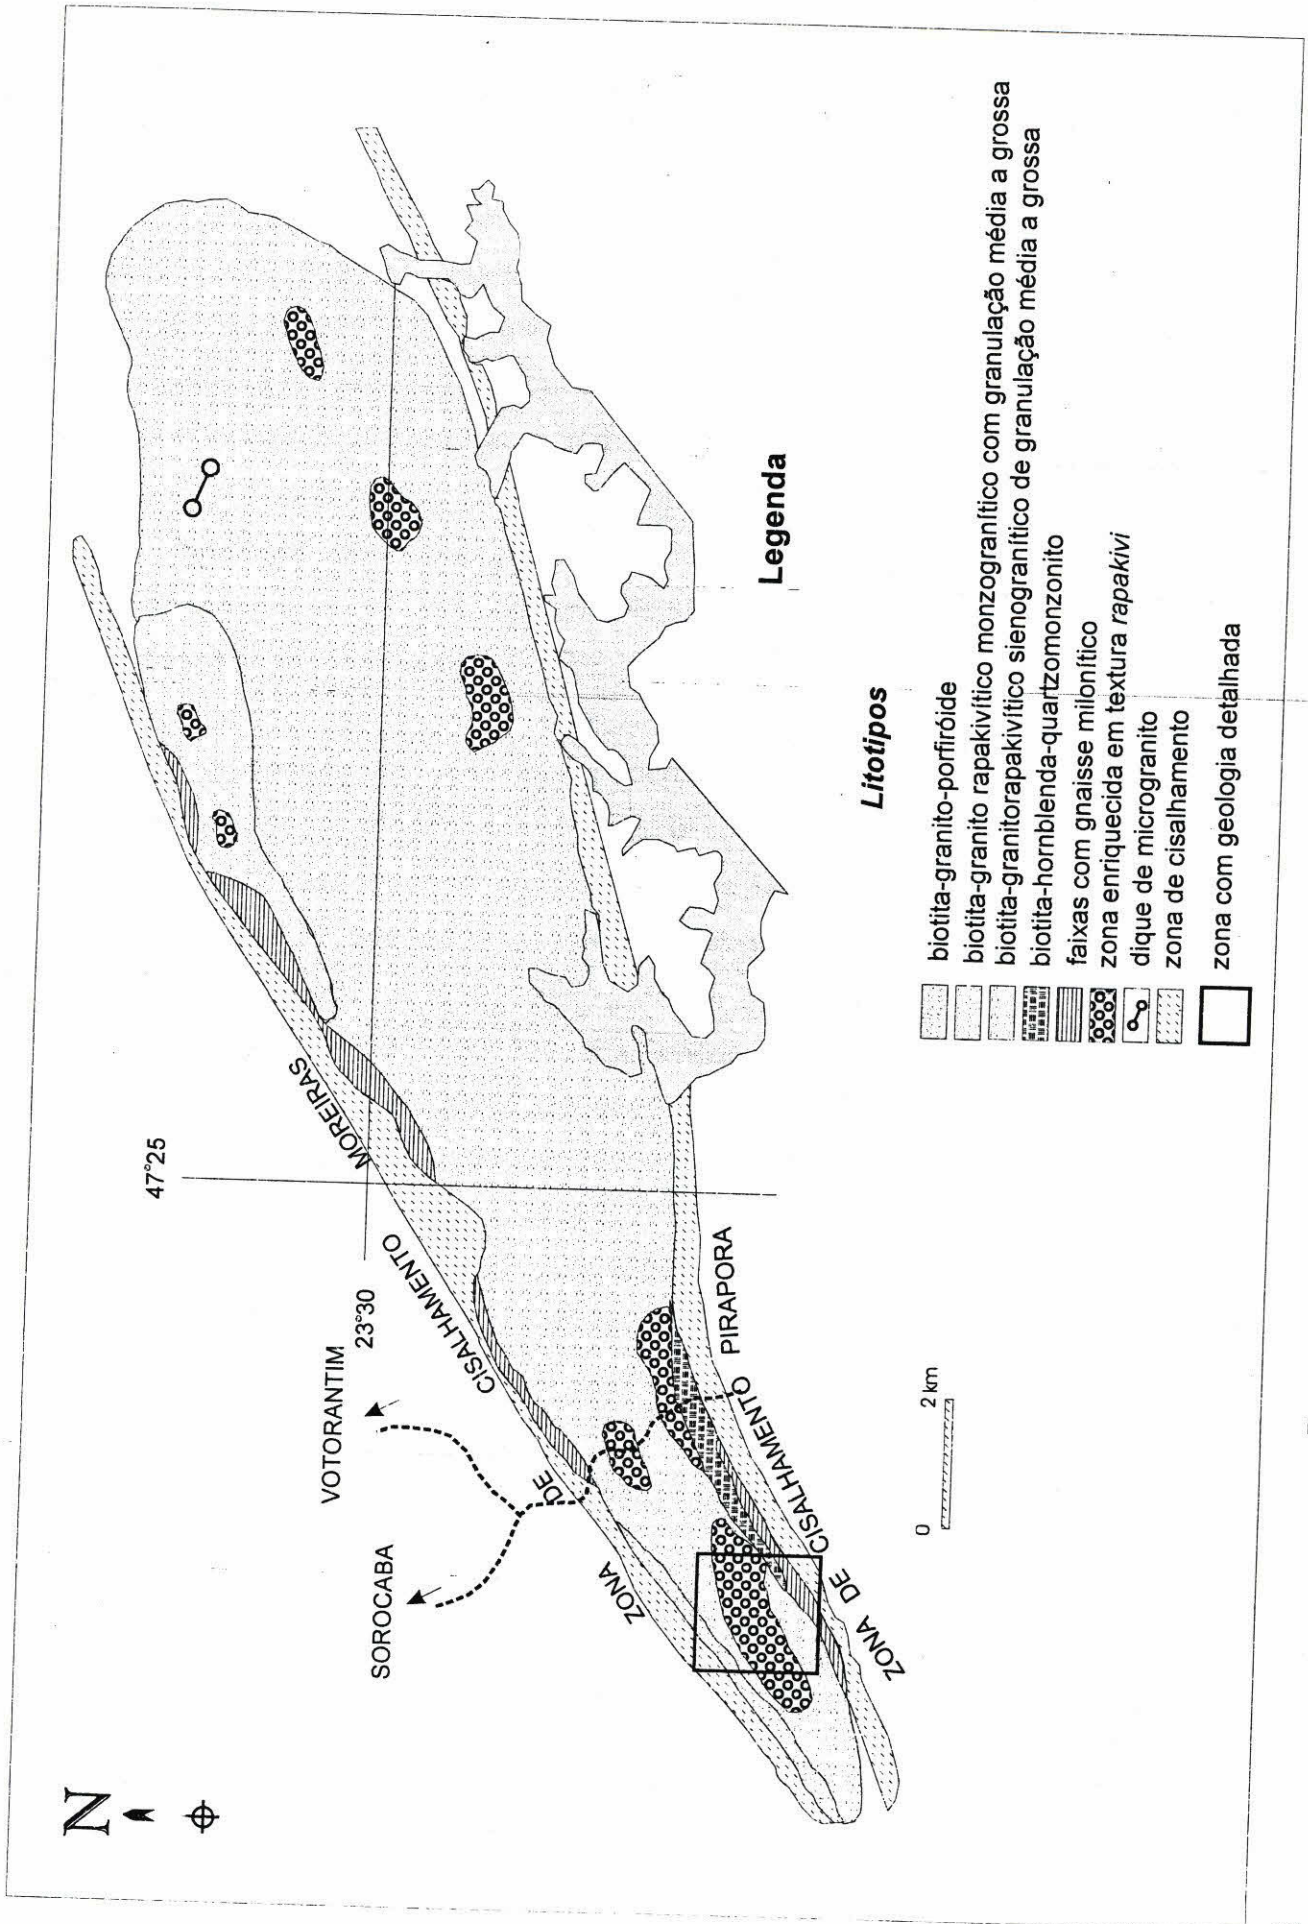 N
SOROCABA
VOTORANTIM
47°25
23°30
ZONA DE CISALHAMENTO MOREIRAS
ZONA DE CISALHAMENTO PIRAPORA
0 2 km
Legenda
Litotipos
biotita-granito-porfiróide
biotita-granito rapakivítico monzogranítico com granulação média a grossa
biotita-granitorapakivítico sienogranítico de granulação média a grossa
biotita-hornblenda-quartzomonzonito
faixas com gnaisse milonítico
zona enriquecida em textura rapakivi
dique de microgranito
zona de cisalhamento
zona com geologia detalhada